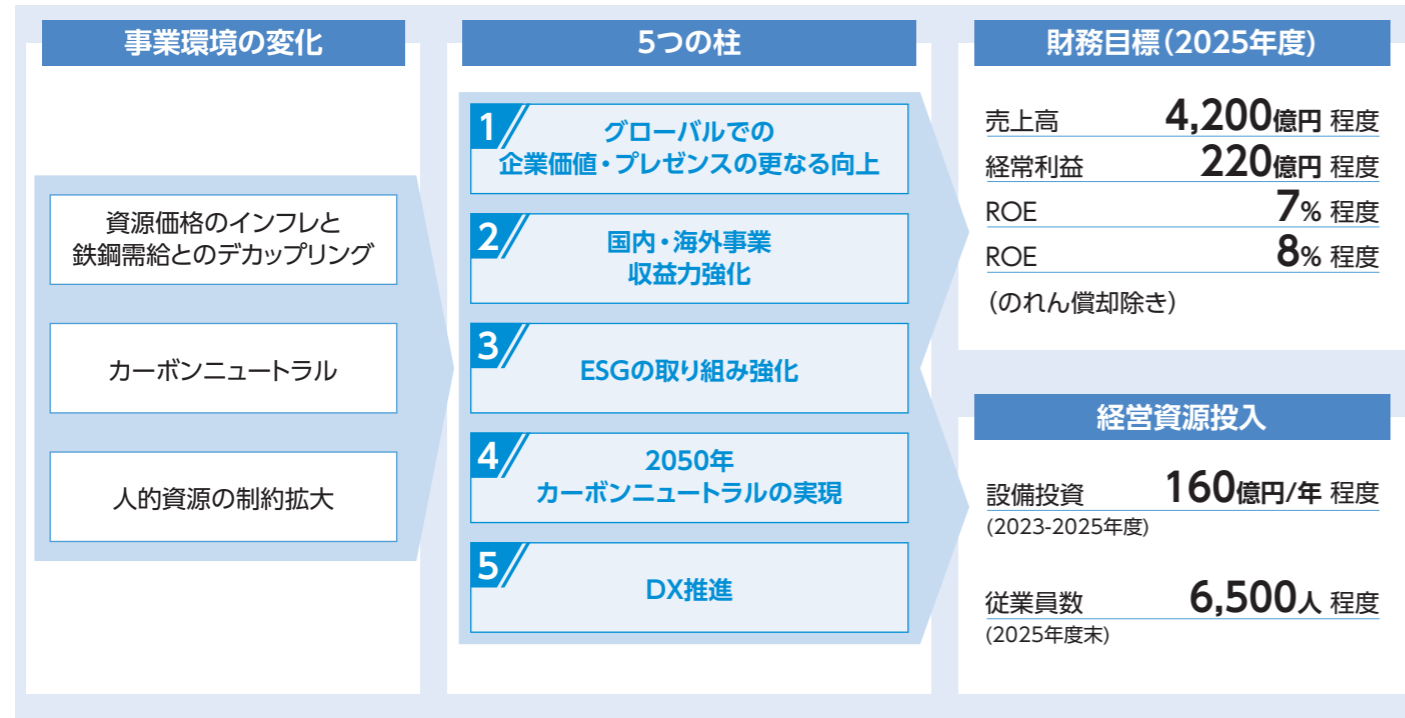 事業環境の変化
資源価格のインフレと
鉄鋼需給とのデカップリング
カーボンニュートラル
人的資源の制約拡大
5つの柱
1
グローバルでの
企業価値・プレゼンスの更なる向上
2
国内・海外事業
収益力強化
3
ESGの取り組み強化
4
2050年
カーボンニュートラルの実現
5
DX推進
財務目標(2025年度)
売上高 4,200億円 程度
経常利益 220億円 程度
ROE 7% 程度
ROE 8% 程度
(のれん償却除き)
経営資源投入
設備投資 160億円/年 程度
(2023-2025年度)
従業員数 6,500人 程度
(2025年度末)